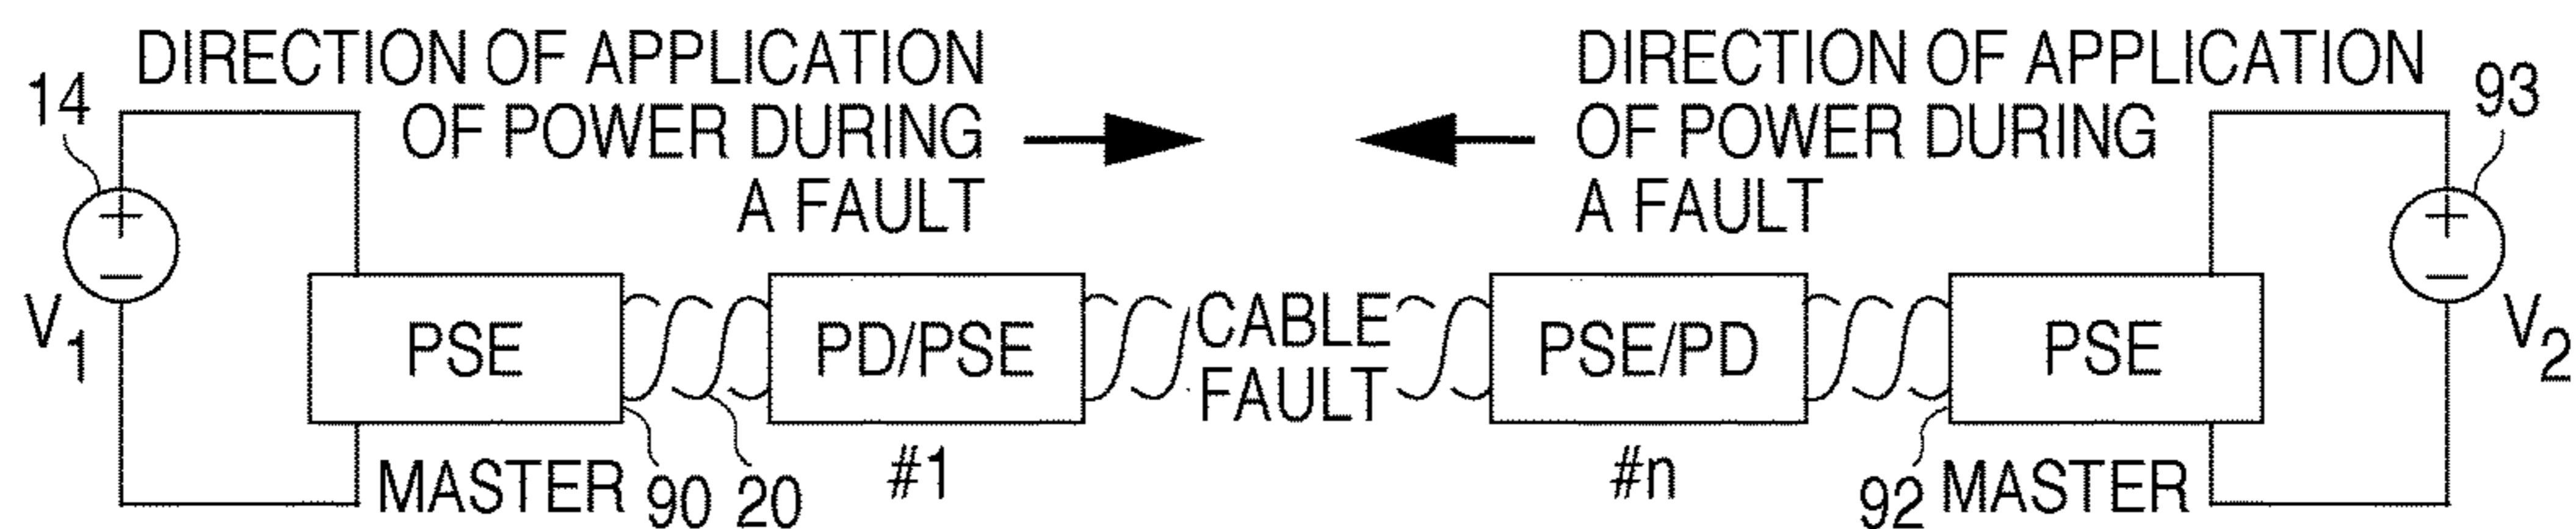 DIRECTION OF APPLICATION
OF POWER DURING
A FAULT
DIRECTION OF APPLICATION
OF POWER DURING
A FAULT
14
93
+
−
V1
+
−
V2
PSE
PD/PSE
CABLE
FAULT
PSE/PD
PSE
MASTER
90
20
#1
#n
92
MASTER